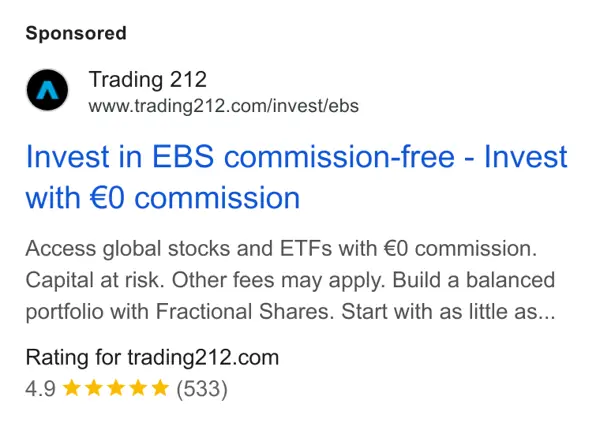 Sponsored
Trading 212
www.trading212.com/invest/ebs
Invest in EBS commission-free - Invest
with €0 commission
Access global stocks and ETFs with €0 commission.
Capital at risk. Other fees may apply. Build a balanced
portfolio with Fractional Shares. Start with as little as...
Rating for trading212.com
4.9 ★★★★★ (533)